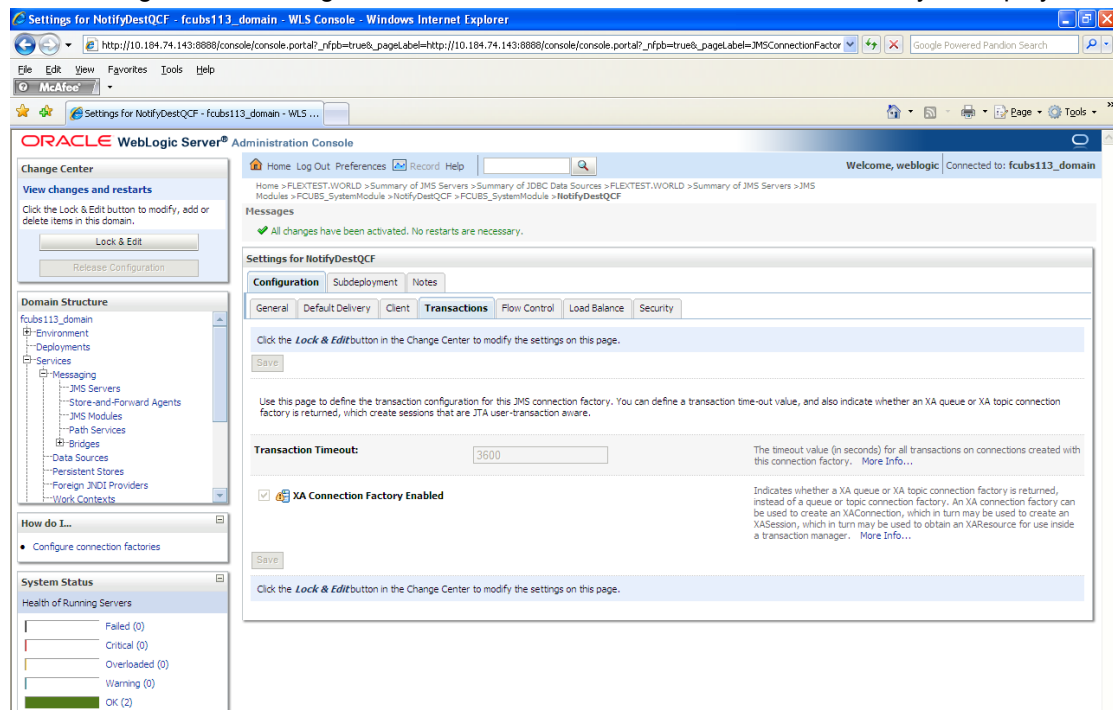 Settings for NotifyDestQCF - fcubs113_domain - WLS Console - Windows Internet Explorer
http://10.184.74.143:8888/console/console.portal?_nfpb=true&_pageLabel=http://10.184.74.143:8888/console/console.portal?_nfpb=true&_pageLabel=JMSConnectionFactor
Google Powered Pandion Search
File Edit View Favorites Tools Help
McAfee
Settings for NotifyDestQCF - fcubs113_domain - WLS ...
Page Tools
ORACLE WebLogic Server® Administration Console
Change Center
View changes and restarts
Click the Lock & Edit button to modify, add or
delete items in this domain.
Lock & Edit
Release Configuration
Domain Structure
fcubs113_domain
Environment
Deployments
Services
Messaging
JMS Servers
Store-and-Forward Agents
JMS Modules
Path Services
Bridges
Data Sources
Persistent Stores
Foreign JNDI Providers
Work Contexts
How do I...
Configure connection factories
System Status
Health of Running Servers
Failed (0)
Critical (0)
Overloaded (0)
Warning (0)
OK (2)
Home Log Out Preferences Record Help
Welcome, weblogic Connected to: fcubs113_domain
Home >FLEXTEST.WORLD >Summary of JMS Servers >Summary of JDBC Data Sources >FLEXTEST.WORLD >Summary of JMS Servers >JMS
Modules >FCUBS_SystemModule >NotifyDestQCF >FCUBS_SystemModule >NotifyDestQCF
Messages
All changes have been activated. No restarts are necessary.
Settings for NotifyDestQCF
Configuration Subdeployment Notes
General Default Delivery Client Transactions Flow Control Load Balance Security
Click the Lock & Edit button in the Change Center to modify the settings on this page.
Save
Use this page to define the transaction configuration for this JMS connection factory. You can define a transaction time-out value, and also indicate whether an XA queue or XA topic connection
factory is returned, which create sessions that are JTA user-transaction aware.
Transaction Timeout:
3600
The timeout value (in seconds) for all transactions on connections created with
this connection factory. More Info...
XA Connection Factory Enabled
Indicates whether a XA queue or XA topic connection factory is returned,
instead of a queue or topic connection factory. An XA connection factory can
be used to create an XAConnection, which in turn may be used to create an
XASession, which in turn may be used to obtain an XAResource for use inside
a transaction manager. More Info...
Save
Click the Lock & Edit button in the Change Center to modify the settings on this page.